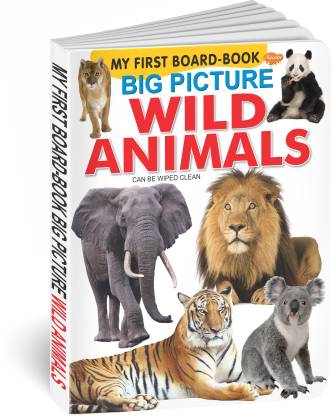 MY FIRST BOARD-BOOK
BIG PICTURE
WILD
ANIMALS
CAN BE WIPED CLEAN
MY FIRST BOARD-BOOK BIG PICTURE WILD ANIMALS